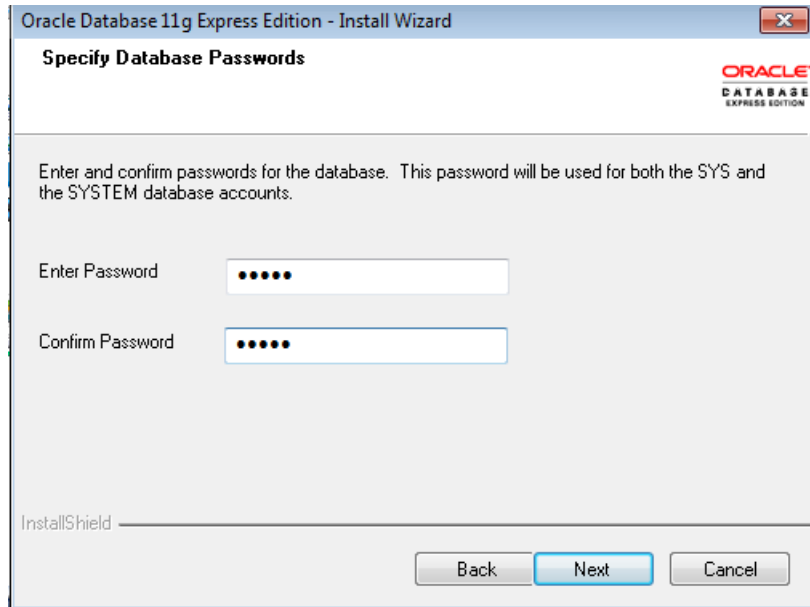 Oracle Database 11g Express Edition - Install Wizard
Specify Database Passwords
ORACLE
DATABASE
EXPRESS EDITION
Enter and confirm passwords for the database. This password will be used for both the SYS and
the SYSTEM database accounts.
Enter Password •••••
Confirm Password •••••
InstallShield
Back Next Cancel